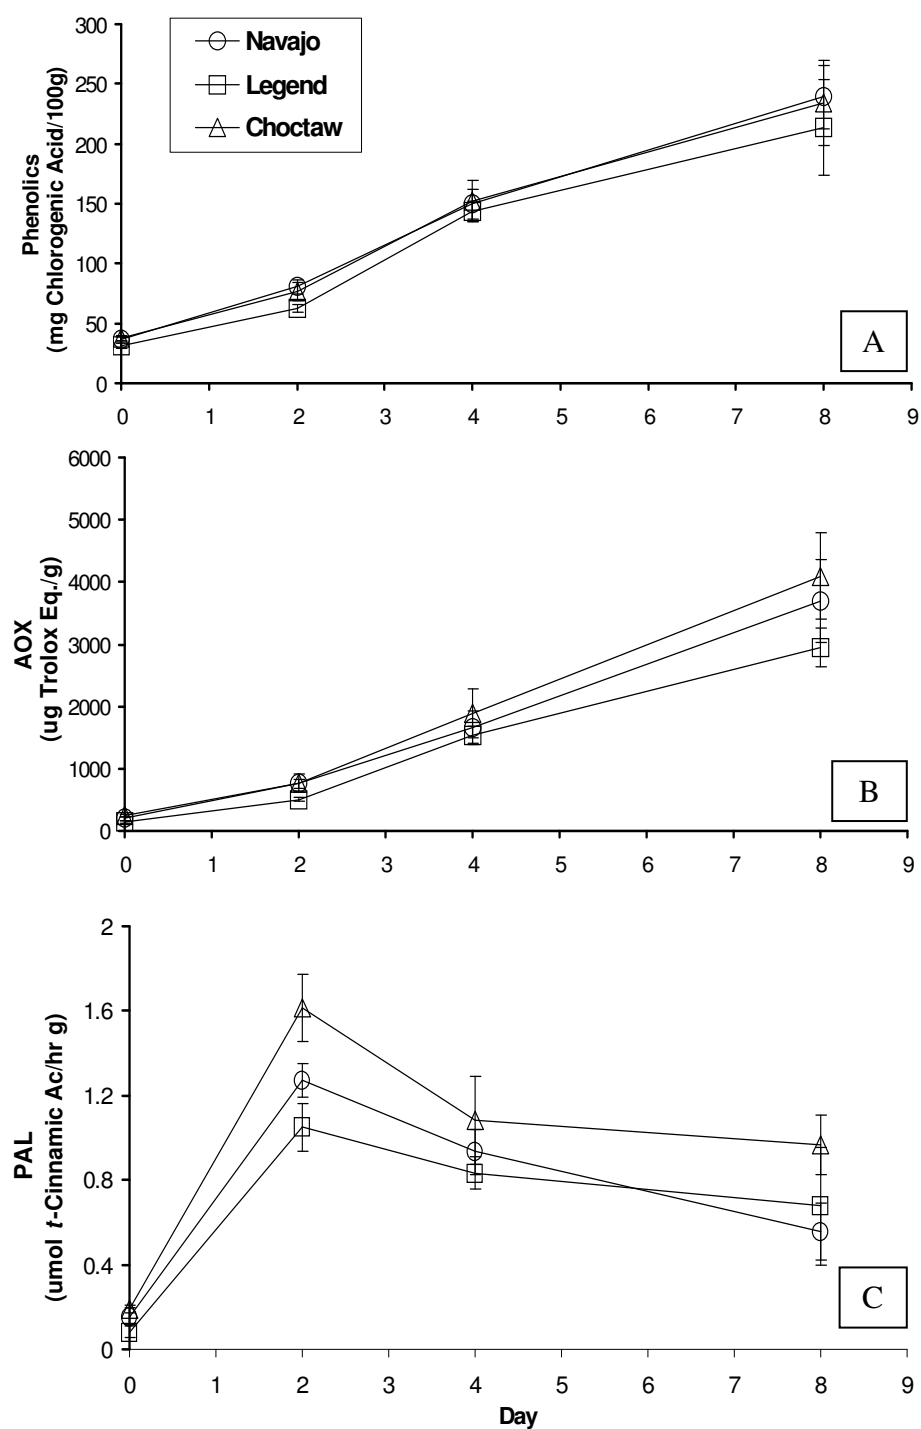 300
250
200
150
100
50
0
Phenolics
(mg Chlorogenic Acid/100g)
Navajo
Legend
Choctaw
A
0 1 2 3 4 5 6 7 8 9
6000
5000
4000
3000
2000
1000
0
AOX
(ug Trolox Eq./g)
B
0 1 2 3 4 5 6 7 8 9
2
1.6
1.2
0.8
0.4
0
PAL
(umol t-Cinnamic Ac/hr g)
C
0 1 2 3 4 5 6 7 8 9
Day